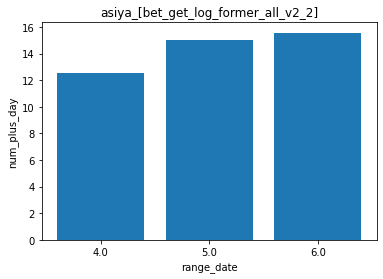 asiya_[bet_get_log_former_all_v2_2]
16
14
12
10
8
6
4
2
0
num_plus_day
4.0 5.0 6.0
range_date